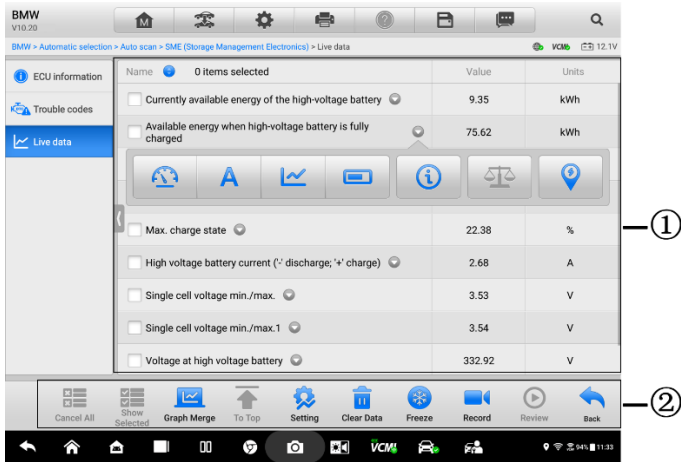 BMW
V10.20
BMW > Automatic selection > Auto scan > SME (Storage Management Electronics) > Live data
VCMI 12.1V
ECU information
Trouble codes
Live data
Name 0 items selected Value Units
Currently available energy of the high-voltage battery 9.35 kWh
Available energy when high-voltage battery is fully
charged 75.62 kWh
A
Max. charge state 22.38 %
High voltage battery current ('-' discharge; '+' charge) 2.68 A
Single cell voltage min./max. 3.53 V
Single cell voltage min./max.1 3.54 V
Voltage at high voltage battery 332.92 V
①
Cancel All
Show
Selected
Graph Merge
To Top
Setting
Clear Data
Freeze
Record
Review
Back
②
VCMI
94% 11:33